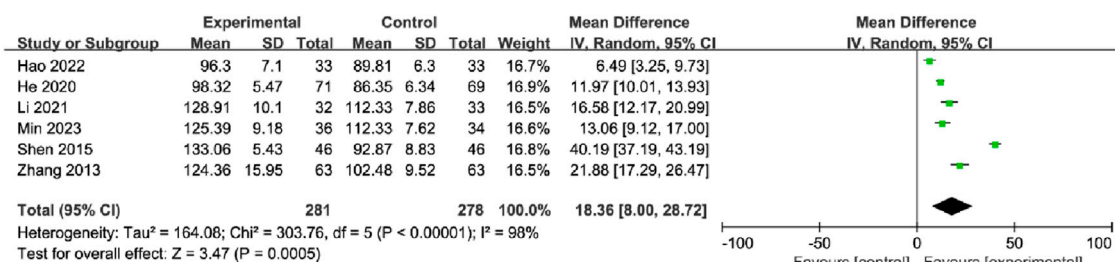 Experimental Control Mean Difference Mean Difference
Study or Subgroup Mean SD Total Mean SD Total Weight IV, Random, 95% CI IV, Random, 95% CI
Hao 2022 96.3 7.1 33 89.81 6.3 33 16.7% 6.49 [3.25, 9.73]
He 2020 98.32 5.47 71 86.35 6.34 69 16.9% 11.97 [10.01, 13.93]
Li 2021 128.91 10.1 32 112.33 7.86 33 16.5% 16.58 [12.17, 20.99]
Min 2023 125.39 9.18 36 112.33 7.62 34 16.6% 13.06 [9.12, 17.00]
Shen 2015 133.06 5.43 46 92.87 8.83 46 16.8% 40.19 [37.19, 43.19]
Zhang 2013 124.36 15.95 63 102.48 9.52 63 16.5% 21.88 [17.29, 26.47]
Total (95% CI) 281 278 100.0% 18.36 [8.00, 28.72]
Heterogeneity: Tau² = 164.08; Chi² = 303.76, df = 5 (P < 0.00001); I² = 98%
Test for overall effect: Z = 3.47 (P = 0.0005)
-100 -50 0 50 100
Favours [control] Favours [experimental]